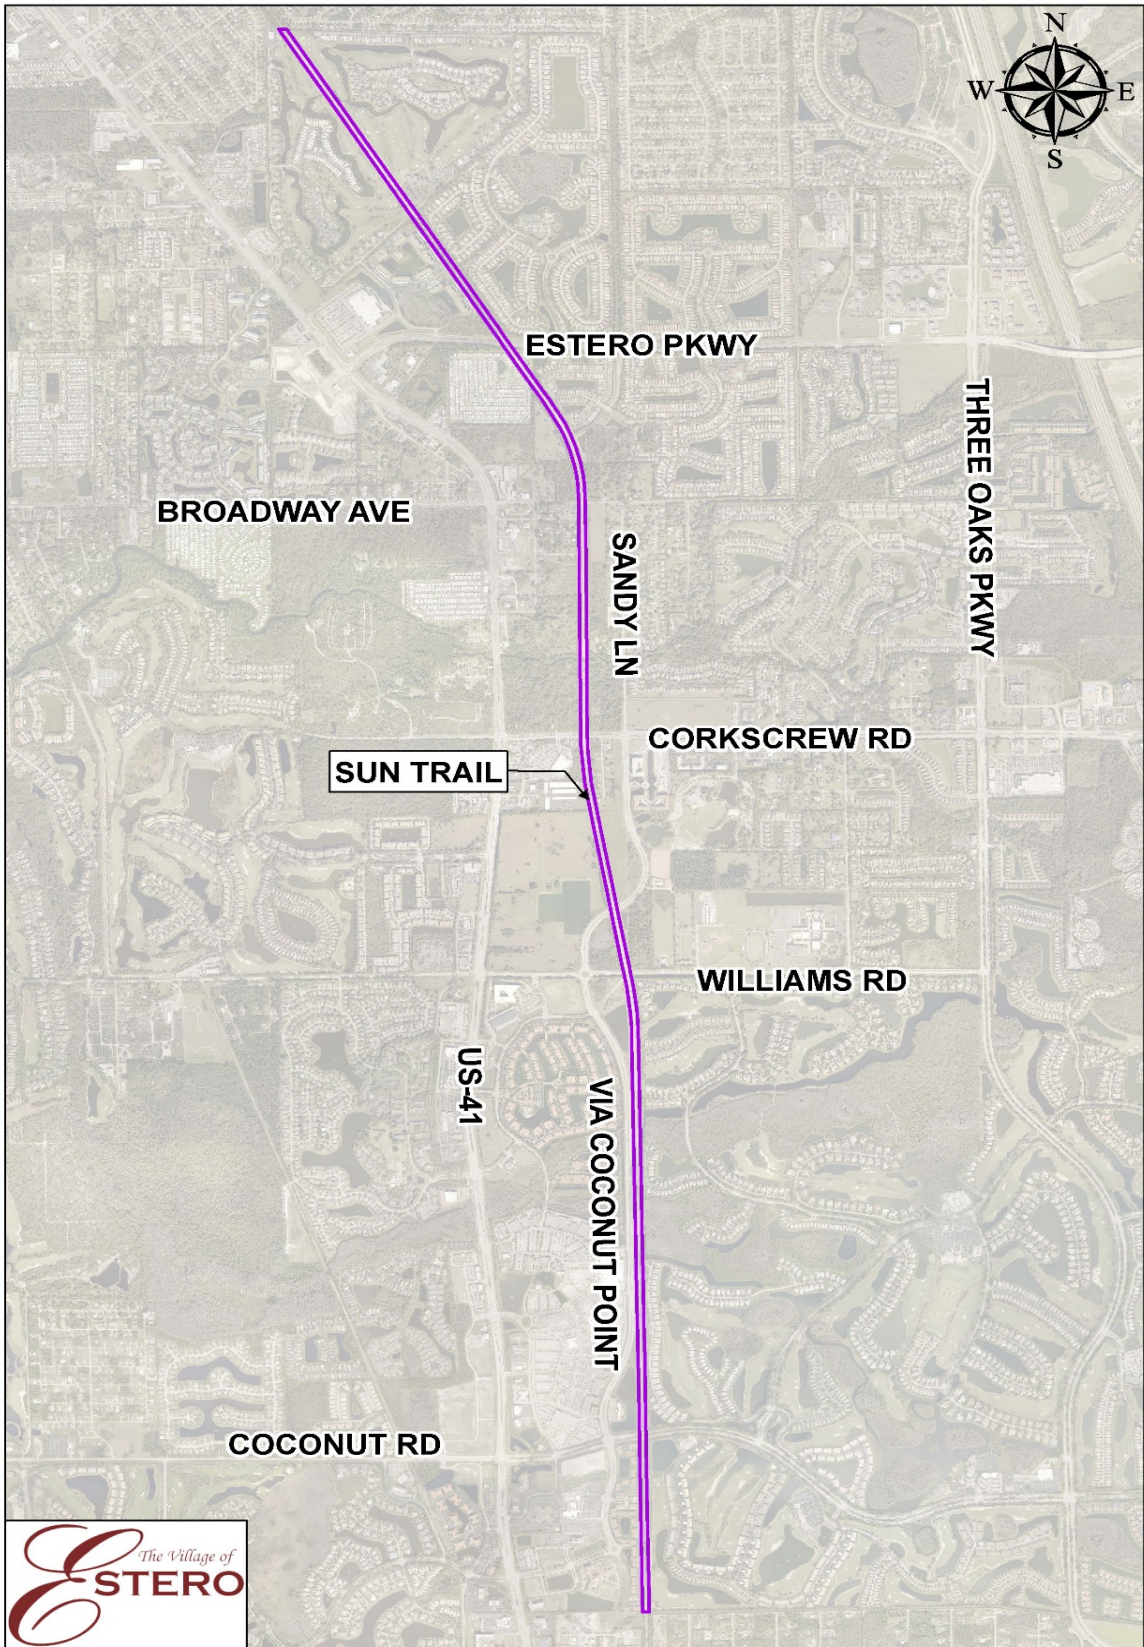 N
W E
S
ESTERO PKWY
THREE OAKS PKWY
BROADWAY AVE
SANDY LN
CORKSCREW RD
SUN TRAIL
WILLIAMS RD
US-41
VIA COCONUT POINT
COCONUT RD
The Village of
ESTERO